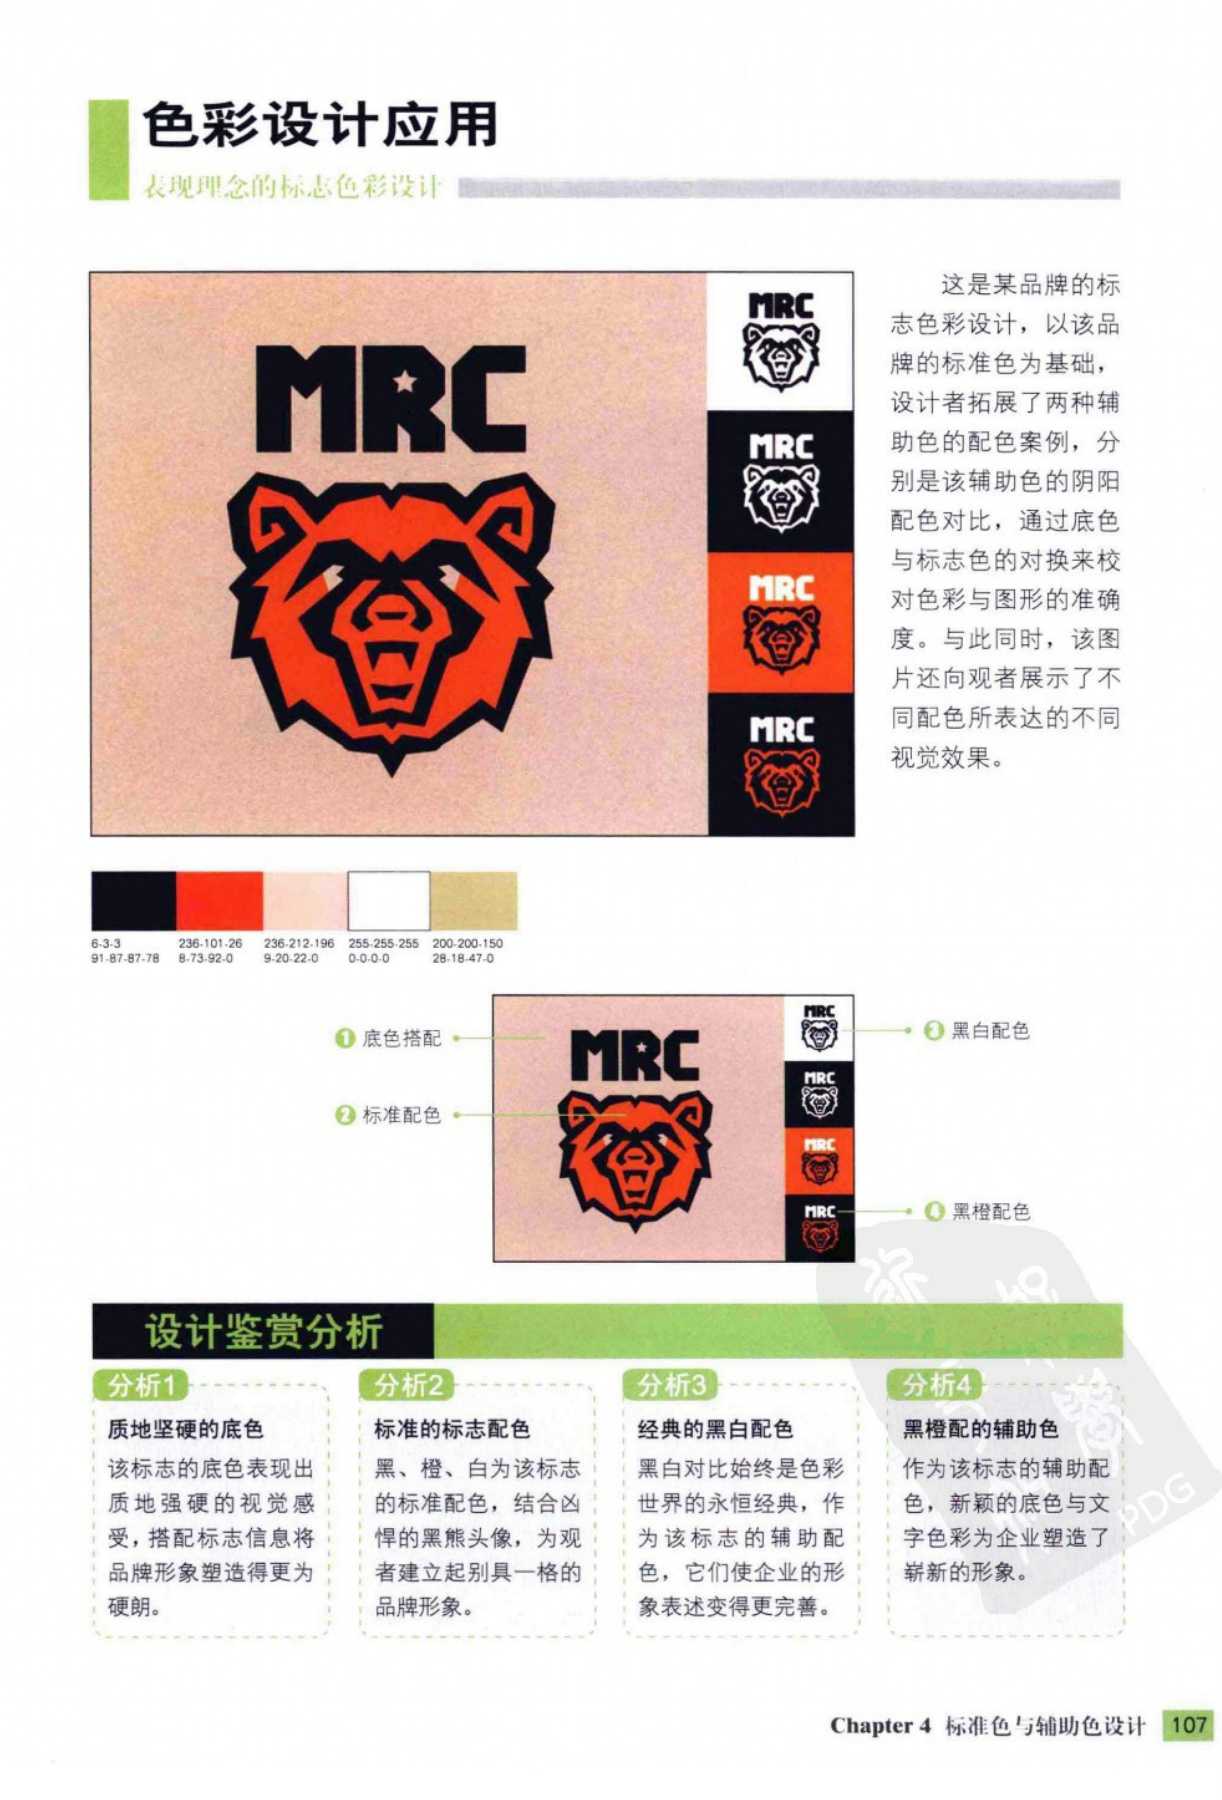 色彩设计应用
表现理念的标志色彩设计
MRC
MRC
MRC
MRC
MRC
这是某品牌的标
志色彩设计，以该品
牌的标准色为基础，
设计者拓展了两种辅
助色的配色案例，分
别是该辅助色的阴阳
配色对比，通过底色
与标志色的对换来校
对色彩与图形的准确
度。与此同时，该图
片还向观者展示了不
同配色所表达的不同
视觉效果。
6-3-3
91-87-87-78
236-101-26
8-73-92-0
236-212-196
9-20-22-0
255-255-255
0-0-0-0
200-200-150
28-18-47-0
1 底色搭配
2 标准配色
MRC
MRC
MRC
MRC
MRC
3 黑白配色
4 黑橙配色
设计鉴赏分析
分析1
质地坚硬的底色
该标志的底色表现出
质地强硬的视觉感
受，搭配标志信息将
品牌形象塑造得更为
硬朗。
分析2
标准的标志配色
黑、橙、白为该标志
的标准配色，结合凶
悍的黑熊头像，为观
者建立起别具一格的
品牌形象。
分析3
经典的黑白配色
黑白对比始终是色彩
世界的永恒经典，作
为该标志的辅助配
色，它们使企业的形
象表述变得更完善。
分析4
黑橙配的辅助色
作为该标志的辅助配
色，新颖的底色与文
字色彩为企业塑造了
崭新的形象。
PDG
Chapter 4 标准色与辅助色设计 107